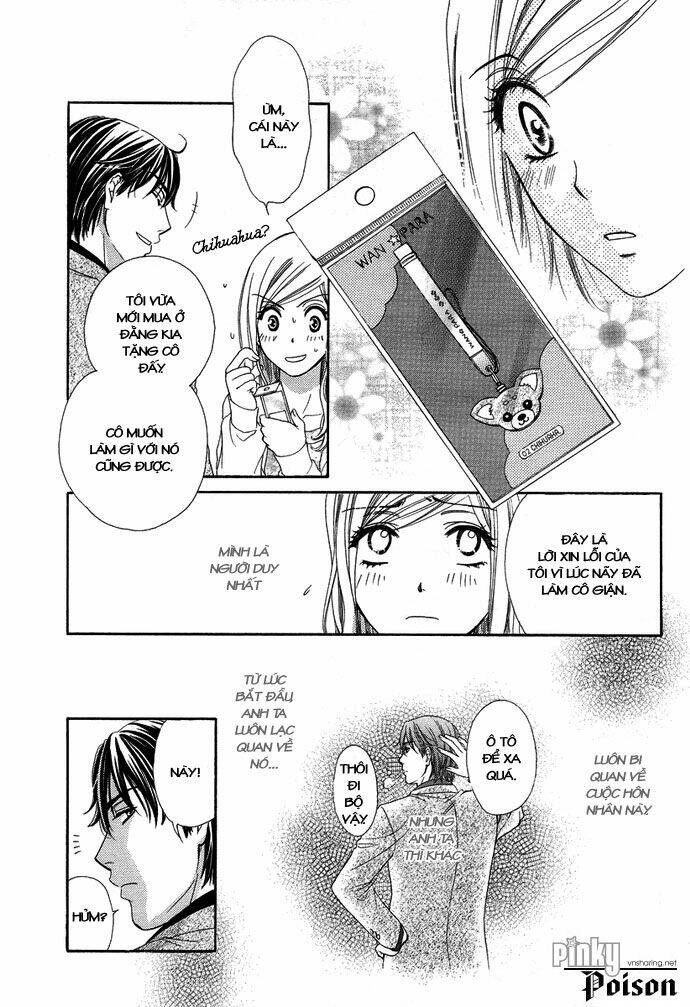 ỪM,
CÁI NÀY
LÀ...
Chihuahua?
WAN ☆ PARA
WANG PARA
02 CHIHUAHUA
TÔI VỪA
MỚI MUA Ở
ĐẰNG KIA
TẶNG CÔ
ĐẤY.
CÔ MUỐN
LÀM GÌ VỚI NÓ
CŨNG ĐƯỢC.
ĐÂY LÀ
LỜI XIN LỖI CỦA
TÔI VÌ LÚC NÃY ĐÃ
LÀM CÔ GIẬN.
MÌNH LÀ
NGƯỜI DUY
NHẤT
LUÔN BI
QUAN VỀ
CUỘC HÔN
NHÂN NÀY
Ô TÔ
ĐỂ XA
QUÁ.
THÔI
ĐI
BỘ
VẬY.
NHƯNG
ANH TA
THÌ KHÁC
TỪ LÚC
BẮT ĐẦU,
ANH TA
LUÔN LẠC
QUAN VỀ
NÓ...
NÀY!
HỬM?
pinky
vnsharing.net
Poison